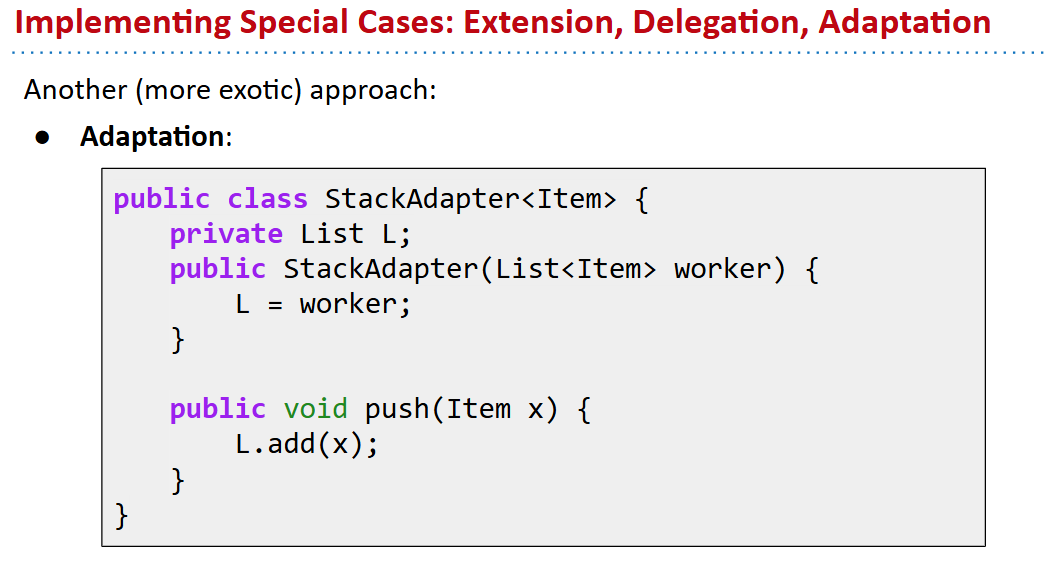 Implementing Special Cases: Extension, Delegation, Adaptation
Another (more exotic) approach:
● Adaptation:
public class StackAdapter<Item> {
    private List L;
    public StackAdapter(List<Item> worker) {
        L = worker;
    }

    public void push(Item x) {
        L.add(x);
    }
}